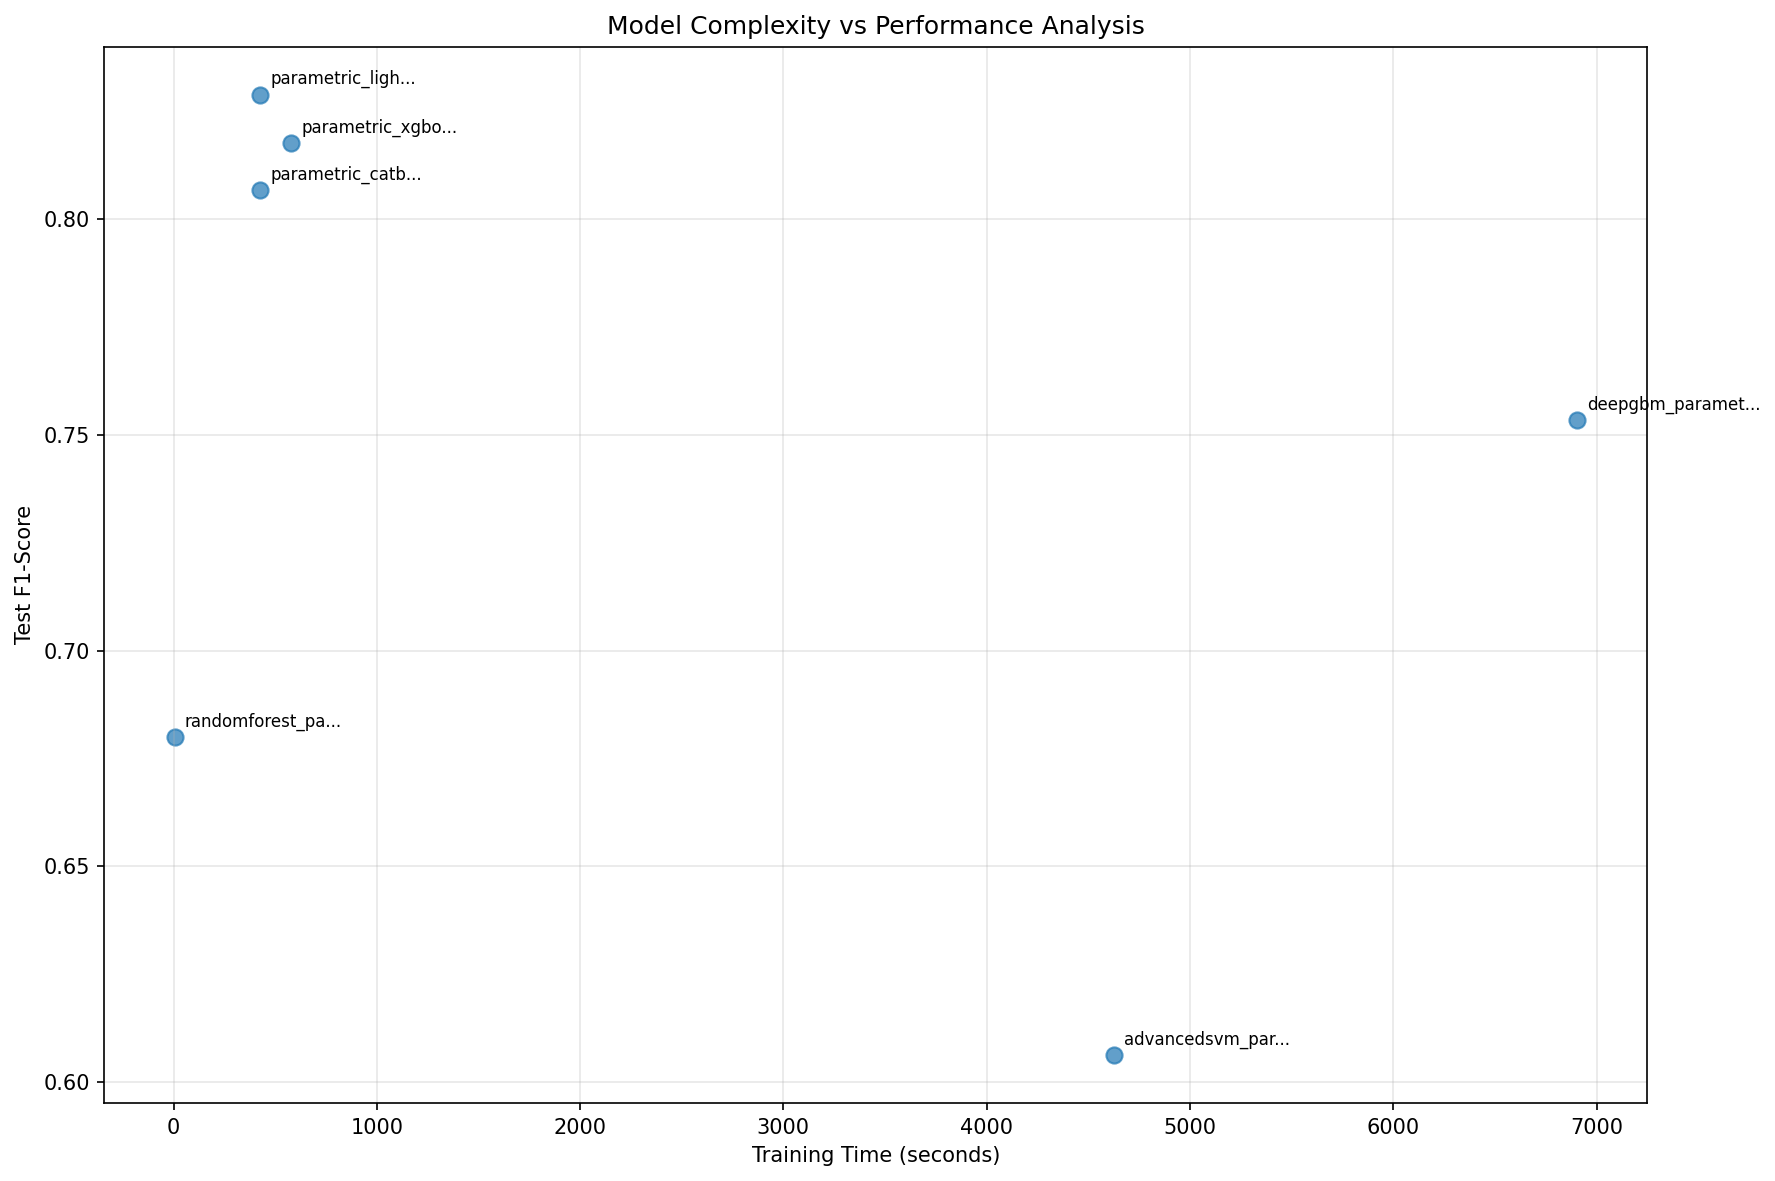 Model Complexity vs Performance Analysis
parametric_ligh...
parametric_xgbo...
parametric_catb...
0.80
deepgbm_paramet...
0.75
Test F1-Score
0.70
randomforest_pa...
0.65
advancedsvm_par...
0.60
0 1000 2000 3000 4000 5000 6000 7000
Training Time (seconds)